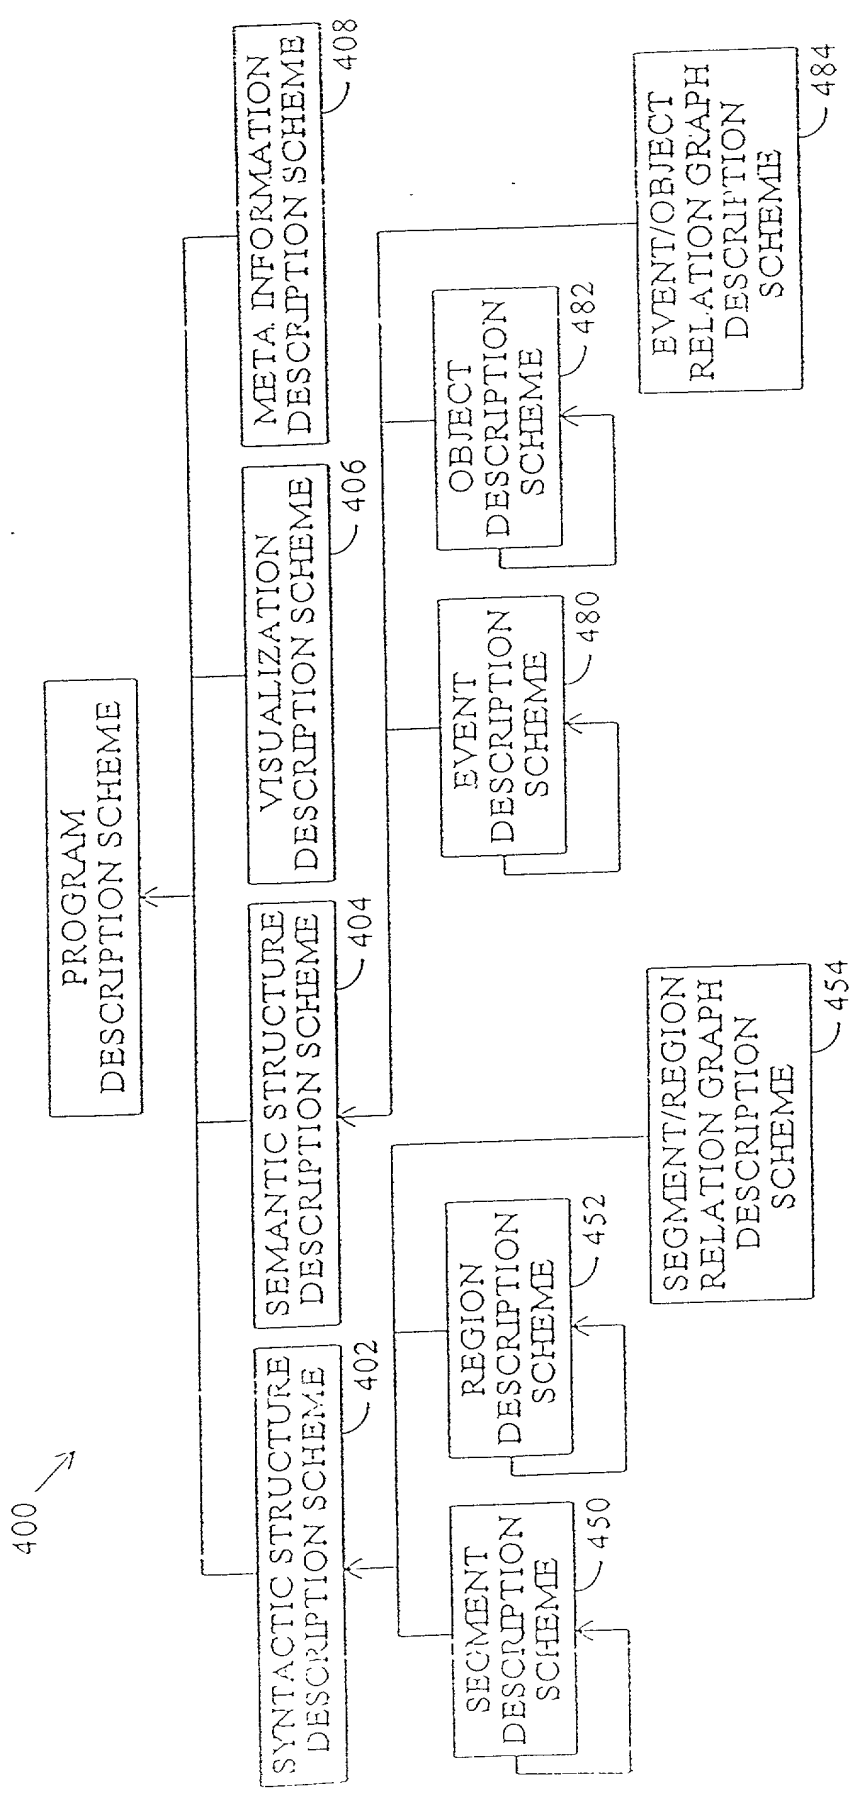 400
PROGRAM
DESCRIPTION SCHEME
SYNTACTIC STRUCTURE
DESCRIPTION SCHEME
402
SEMANTIC STRUCTURE
DESCRIPTION SCHEME
404
VISUALIZATION
DESCRIPTION SCHEME
406
META INFORMATION
DESCRIPTION SCHEME
408
SEGMENT
DESCRIPTION
SCHEME
450
REGION
DESCRIPTION
SCHEME
452
EVENT
DESCRIPTION
SCHEME
480
OBJECT
DESCRIPTION
SCHEME
482
SEGMENT/REGION
RELATION GRAPH
DESCRIPTION
SCHEME
454
EVENT/OBJECT
RELATION GRAPH
DESCRIPTION
SCHEME
484